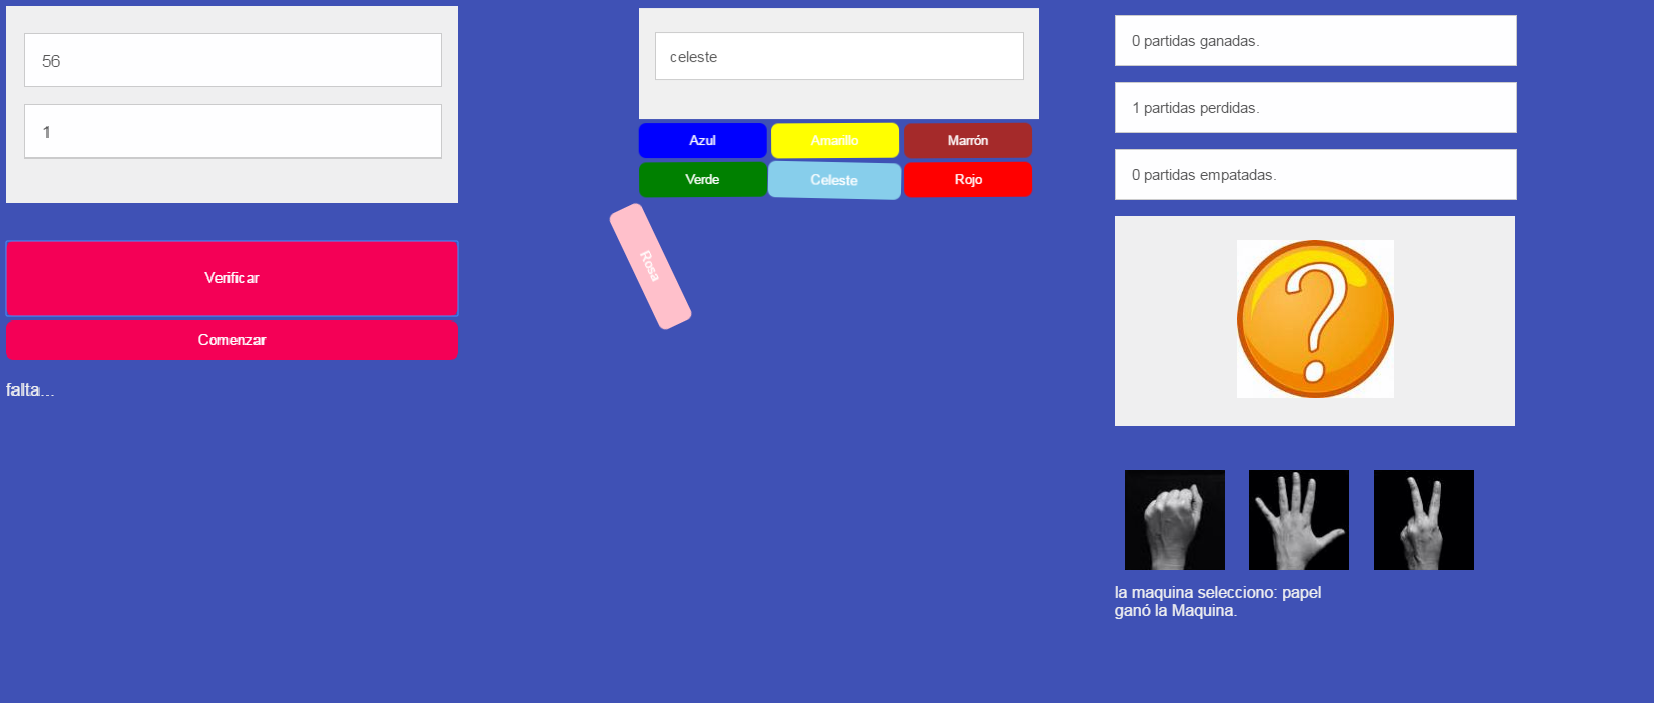 56
1
Verificar
Comenzar
falta...
celeste
Azul
Amarillo
Marrón
Verde
Celeste
Rojo
Rosa
0 partidas ganadas.
1 partidas perdidas.
0 partidas empatadas.
?
la maquina selecciono: papel
ganó la Maquina.